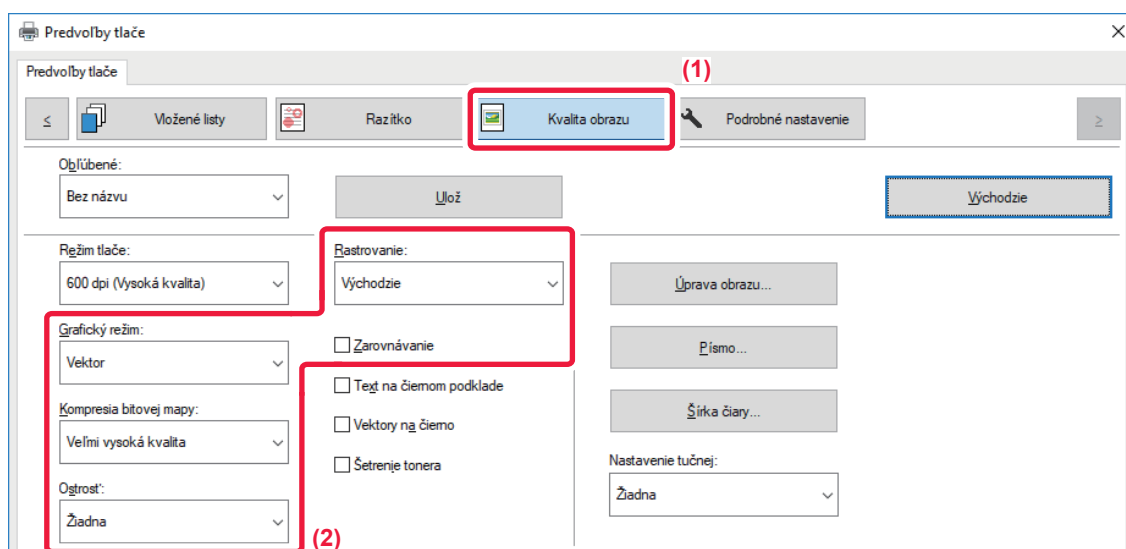 Predvoľby tlače
Predvoľby tlače
(1)
<
Vložené listy
Razítko
Kvalita obrazu
Podrobné nastavenie
>
Obľúbené:
Bez názvu
Ulož
Východzie
Režim tlače:
600 dpi (Vysoká kvalita)
Rastrovanie:
Východzie
Úprava obrazu...
Grafický režim:
Vektor
Zarovnávanie
Písmo...
Text na čiernom podklade
Kompresia bitovej mapy:
Veľmi vysoká kvalita
Vektory na čierno
Šírka čiary...
Šetrenie tonera
Nastavenie tučnej:
Žiadna
Ostrosť:
Žiadna
(2)